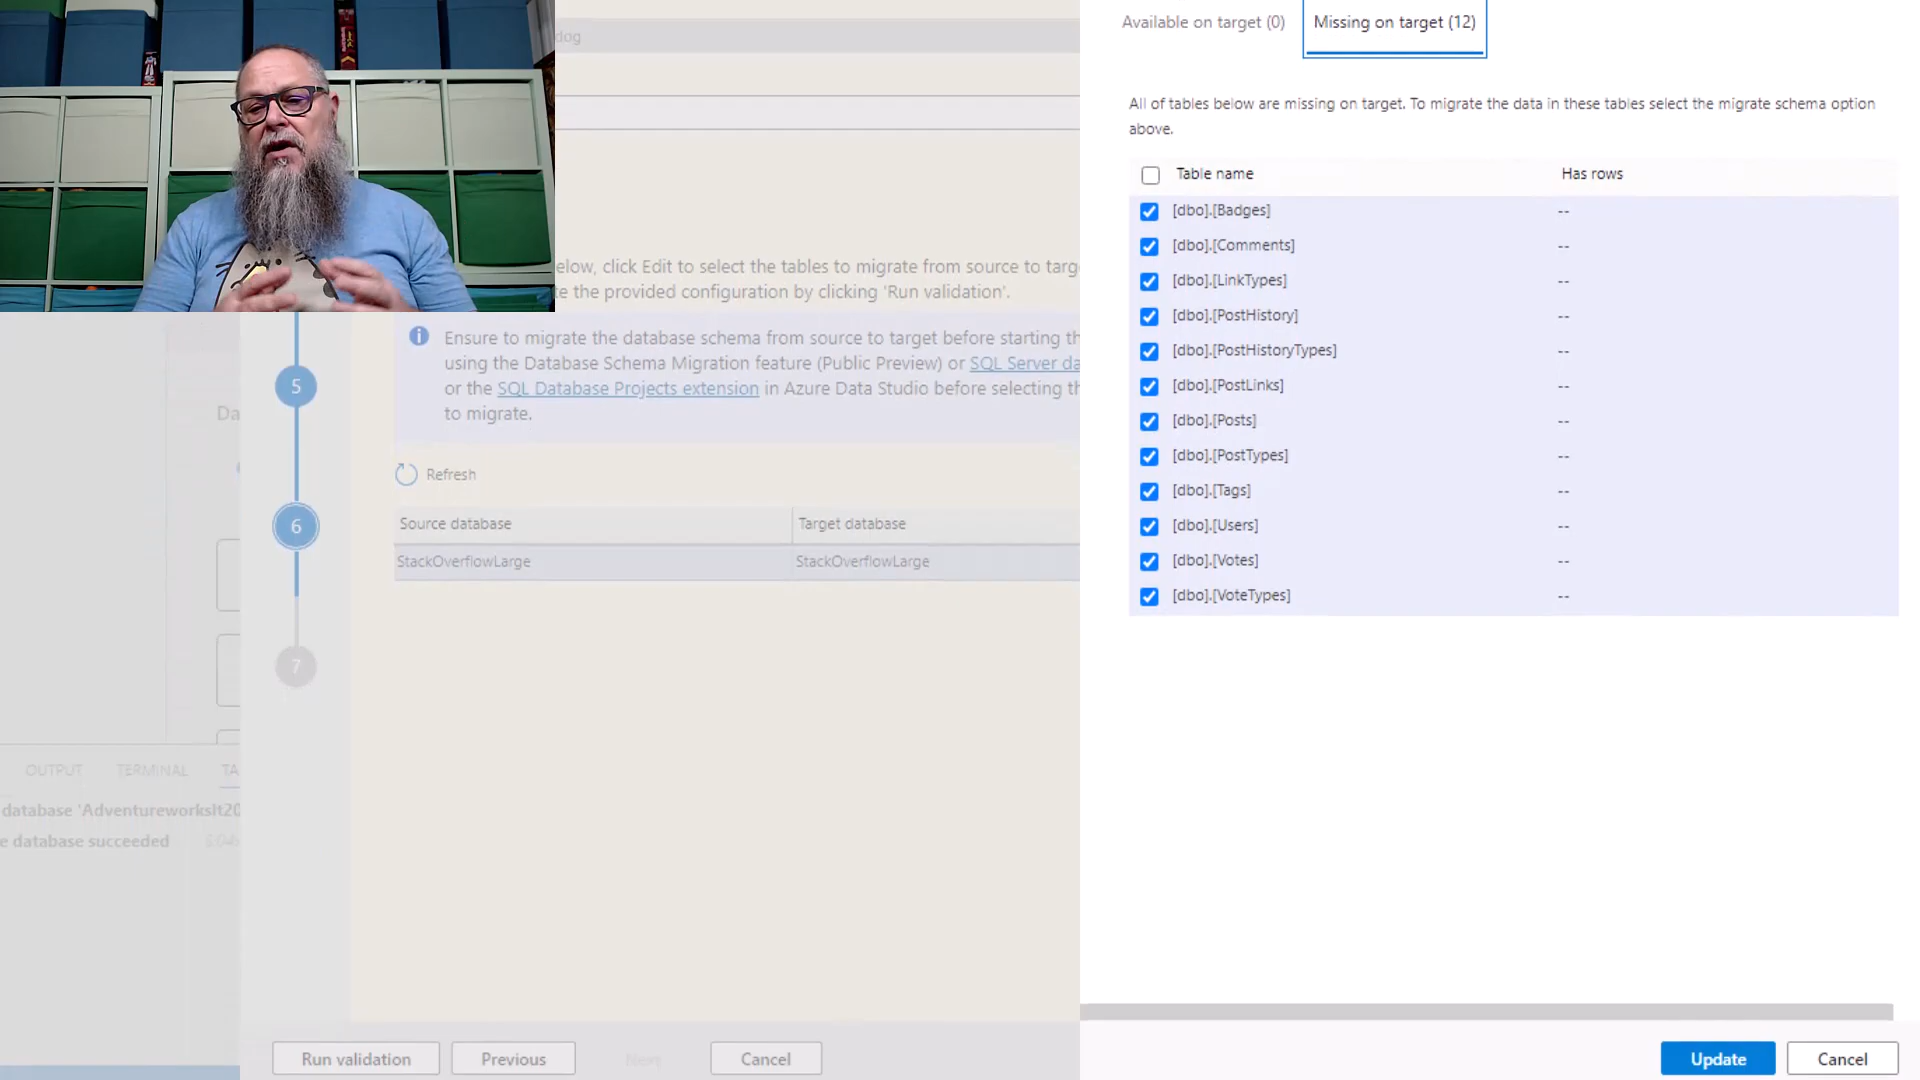 dog
Available on target (0)
Missing on target (12)
All of tables below are missing on target. To migrate the data in these tables select the migrate schema option
above.
Table name
Has rows
[dbo].[Badges]
--
[dbo].[Comments]
--
[dbo].[LinkTypes]
--
[dbo].[PostHistory]
--
[dbo].[PostHistoryTypes]
--
[dbo].[PostLinks]
--
[dbo].[Posts]
--
[dbo].[PostTypes]
--
[dbo].[Tags]
--
[dbo].[Users]
--
[dbo].[Votes]
--
[dbo].[VoteTypes]
--
elow, click Edit to select the tables to migrate from source to targ
te the provided configuration by clicking 'Run validation'.
Ensure to migrate the database schema from source to target before starting th
using the Database Schema Migration feature (Public Preview) or SQL Server da
or the SQL Database Projects extension in Azure Data Studio before selecting th
to migrate.
5
Da
Refresh
Source database
Target database
6
StackOverflowLarge
StackOverflowLarge
7
OUTPUT
TERMINAL
TA
database 'Adventureworkslt20
e database succeeded
Run validation
Previous
Next
Cancel
Update
Cancel